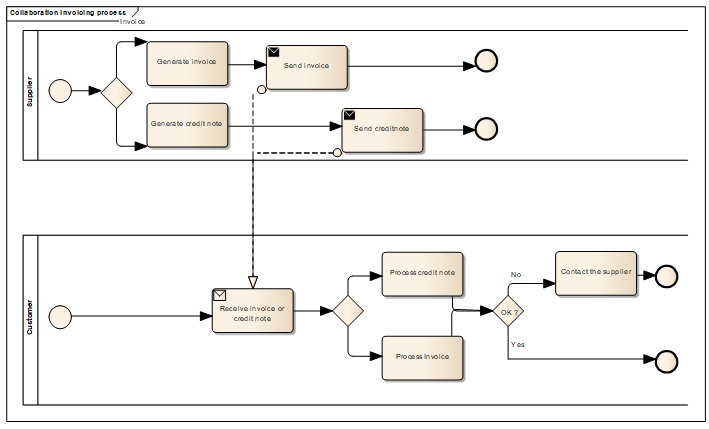 Collaboration Invoicing process
Invoice
Supplier
Generate invoice
Send invoice
Generate credit note
Send creditnote
Customer
Receive invoice or
credit note
Process credit note
Process Invoice
OK ?
No
Yes
Contact the supplier